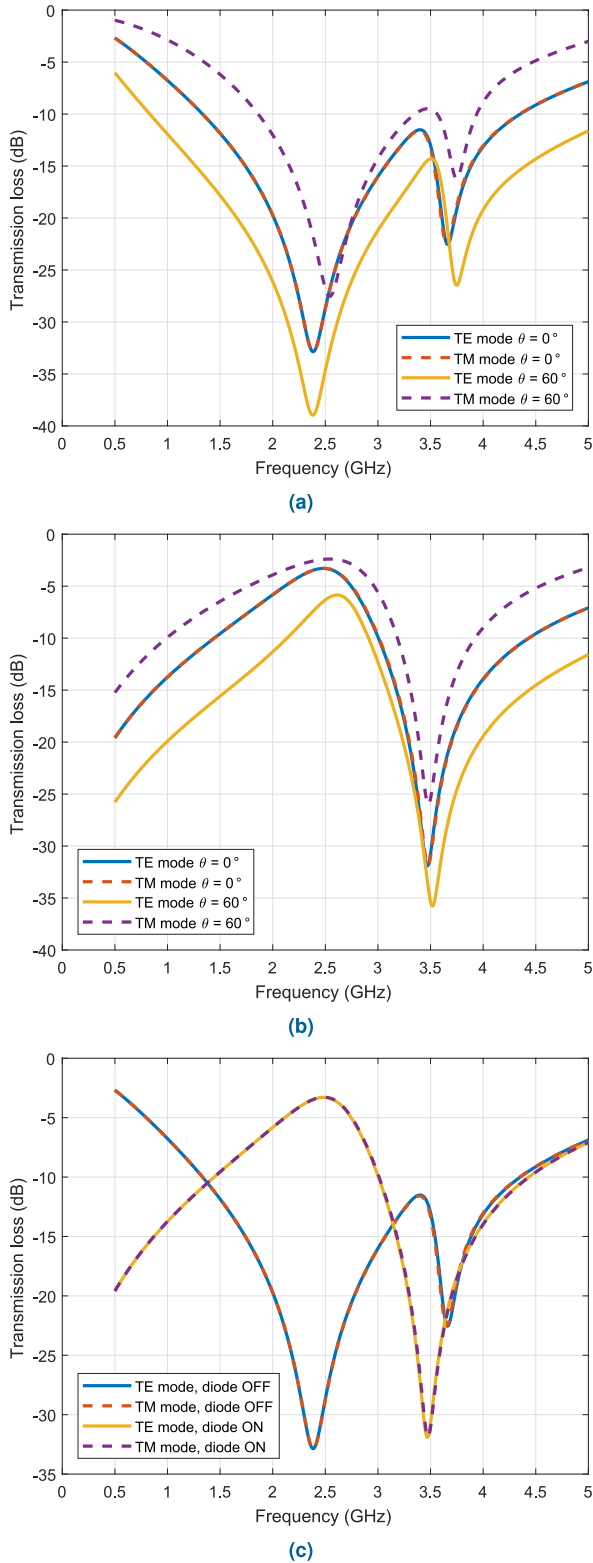 0
-5
-10
-15
-20
-25
-30
-35
-40
Transmission loss (dB)
TE mode θ = 0°
TM mode θ = 0°
TE mode θ = 60°
TM mode θ = 60°
0 0.5 1 1.5 2 2.5 3 3.5 4 4.5 5
Frequency (GHz)
(a)
0
-5
-10
-15
-20
-25
-30
-35
-40
Transmission loss (dB)
TE mode θ = 0°
TM mode θ = 0°
TE mode θ = 60°
TM mode θ = 60°
0 0.5 1 1.5 2 2.5 3 3.5 4 4.5 5
Frequency (GHz)
(b)
0
-5
-10
-15
-20
-25
-30
-35
Transmission loss (dB)
TE mode, diode OFF
TM mode, diode OFF
TE mode, diode ON
TM mode, diode ON
0 0.5 1 1.5 2 2.5 3 3.5 4 4.5 5
Frequency (GHz)
(c)